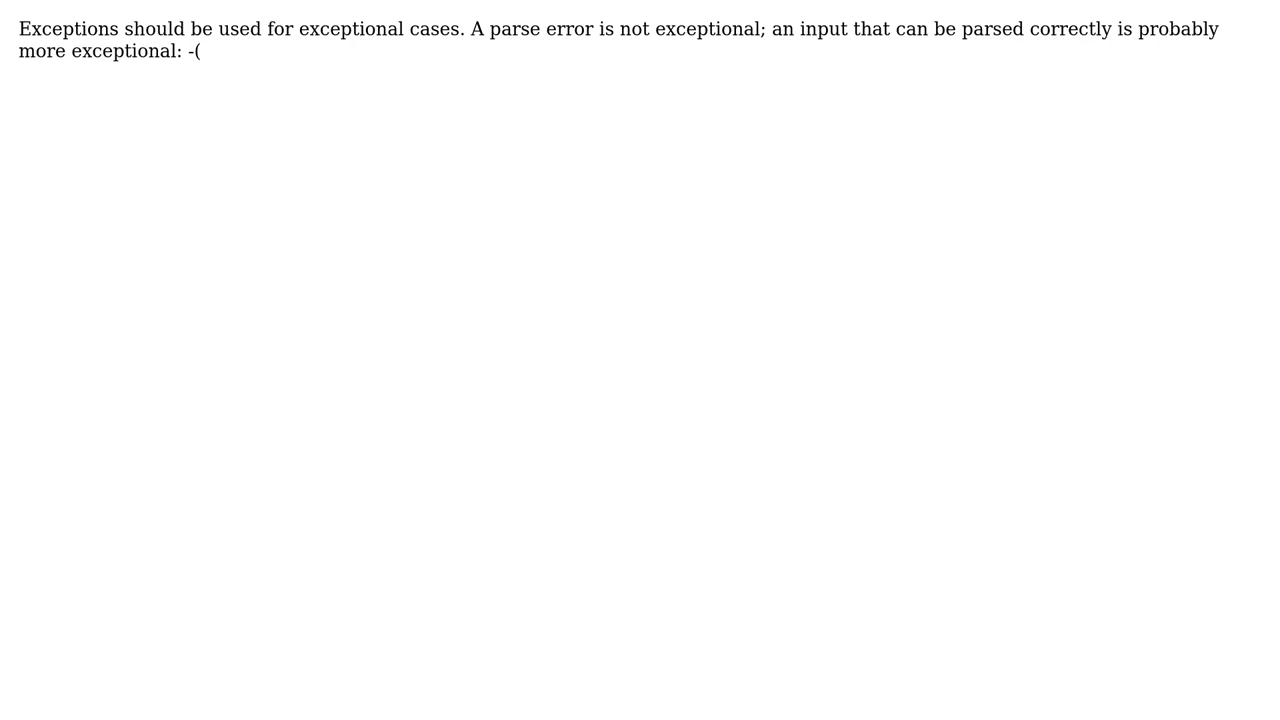 Exceptions should be used for exceptional cases. A parse error is not exceptional; an input that can be parsed correctly is probably
more exceptional: -(